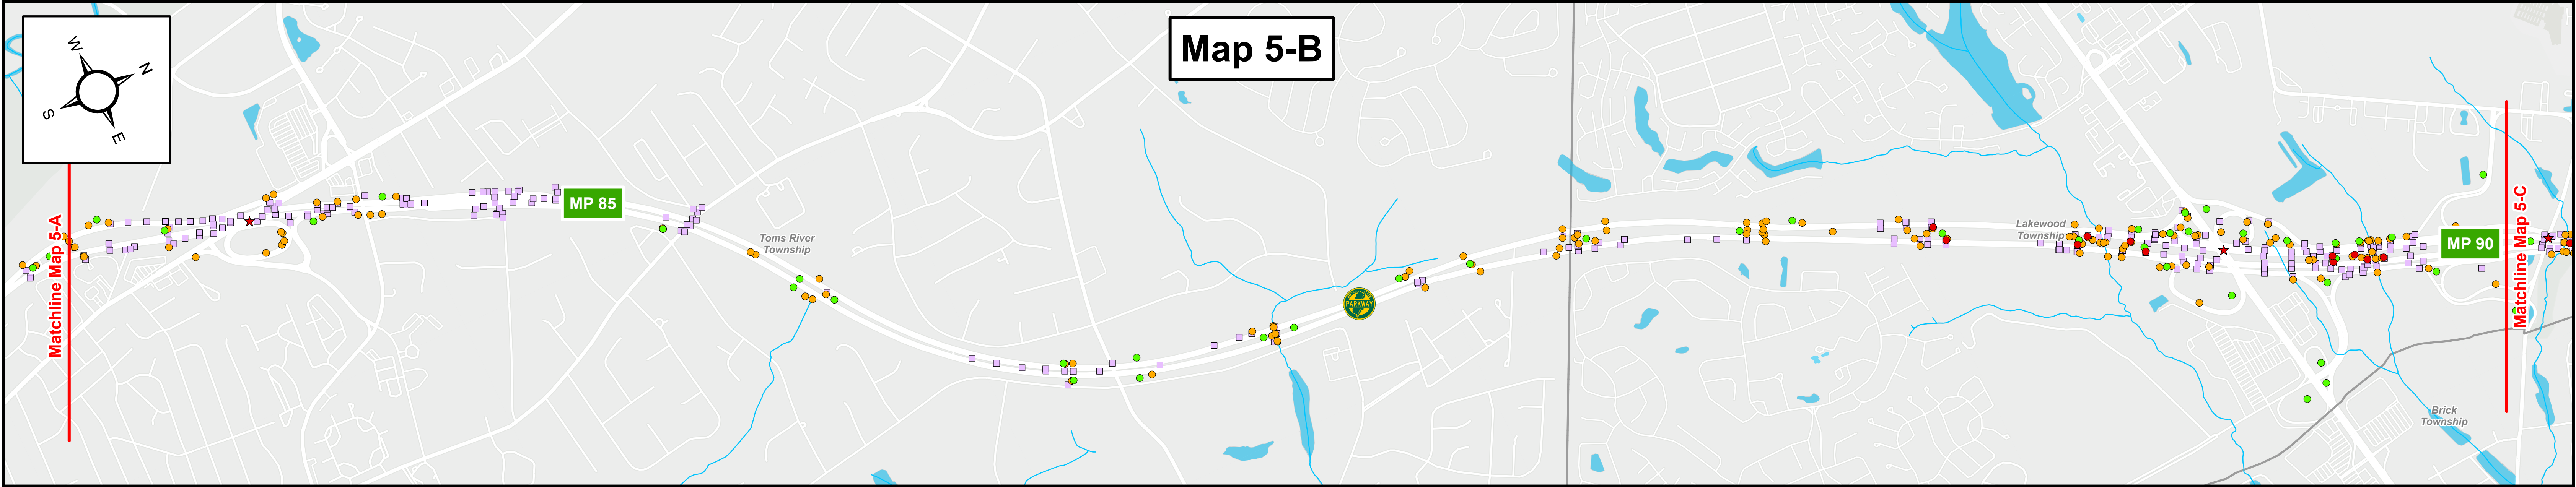 Map 5-B
W
N
S
E
MP 85
Toms River
Township
PARKWAY
Lakewood
Township
MP 90
Brick
Township
Matchline Map 5-A
Matchline Map 5-C